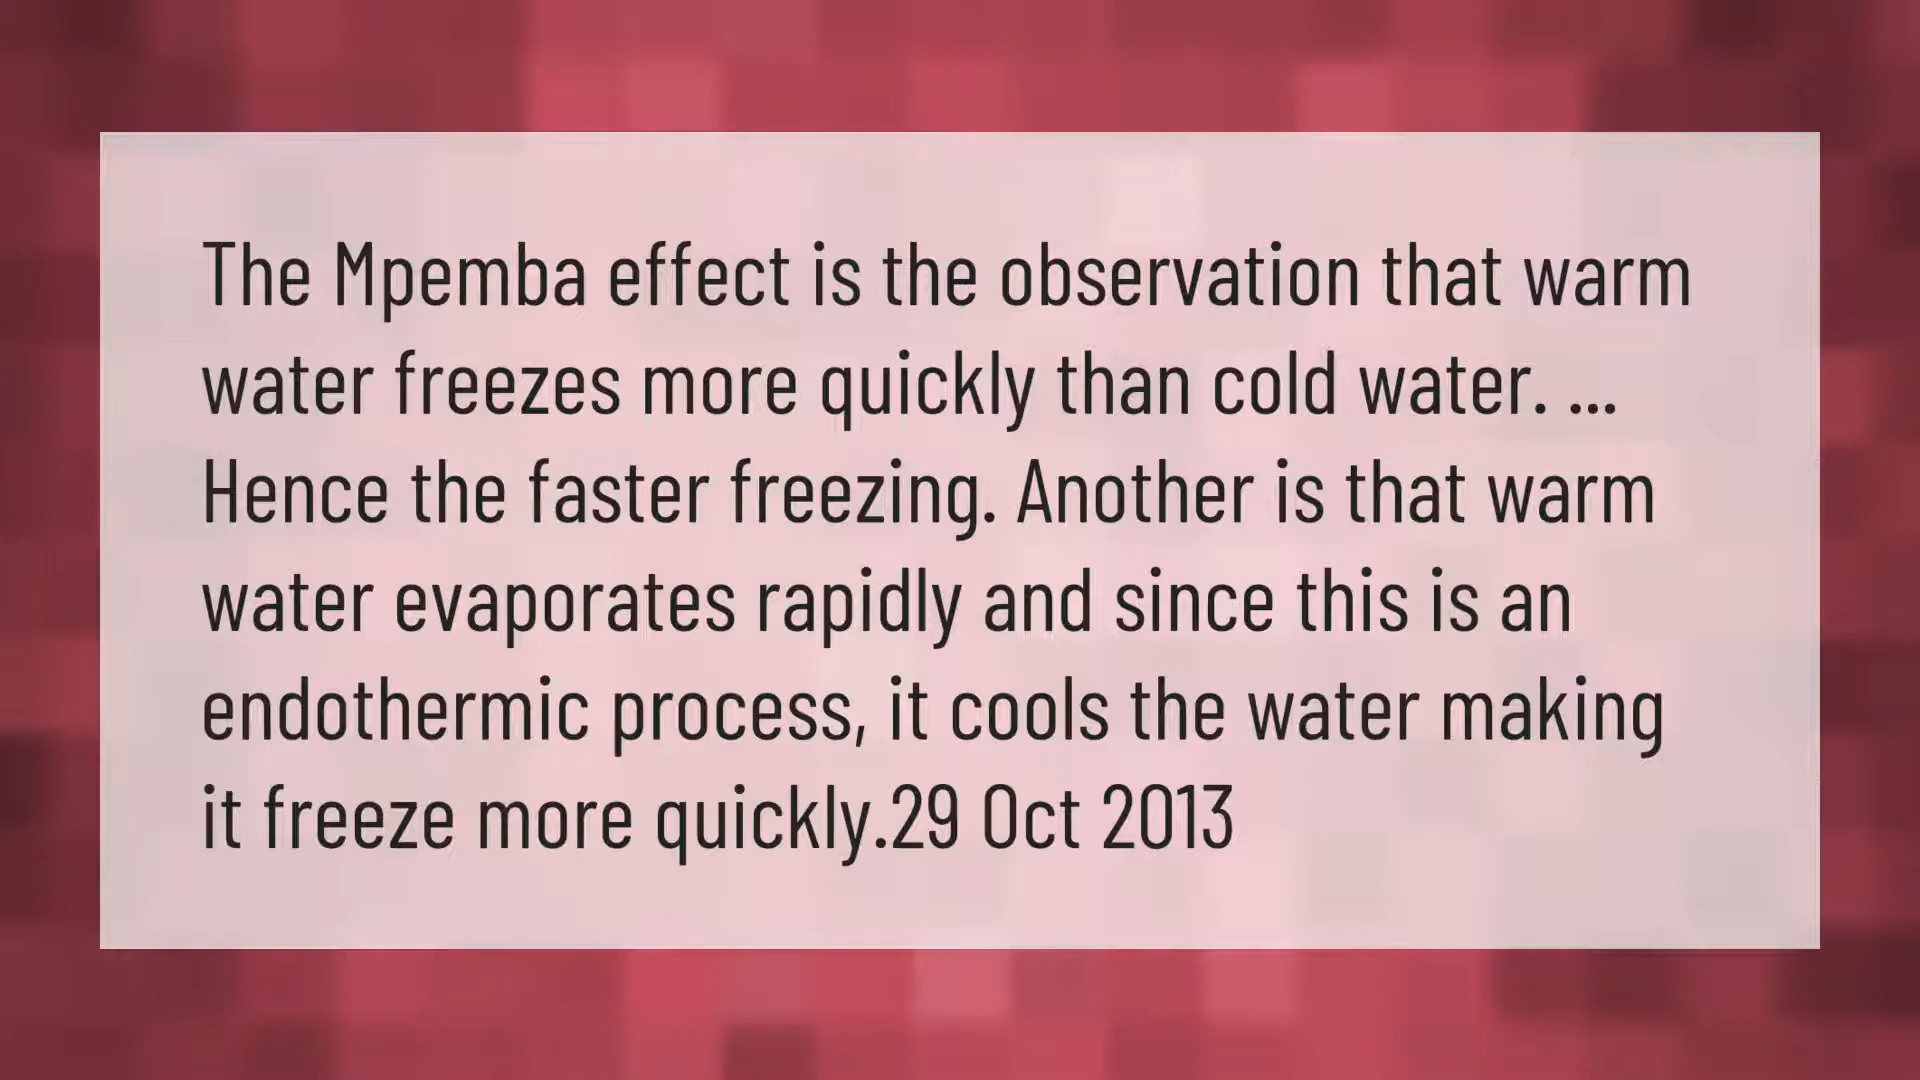 The Mpemba effect is the observation that warm
water freezes more quickly than cold water. ...
Hence the faster freezing. Another is that warm
water evaporates rapidly and since this is an
endothermic process, it cools the water making
it freeze more quickly.29 Oct 2013